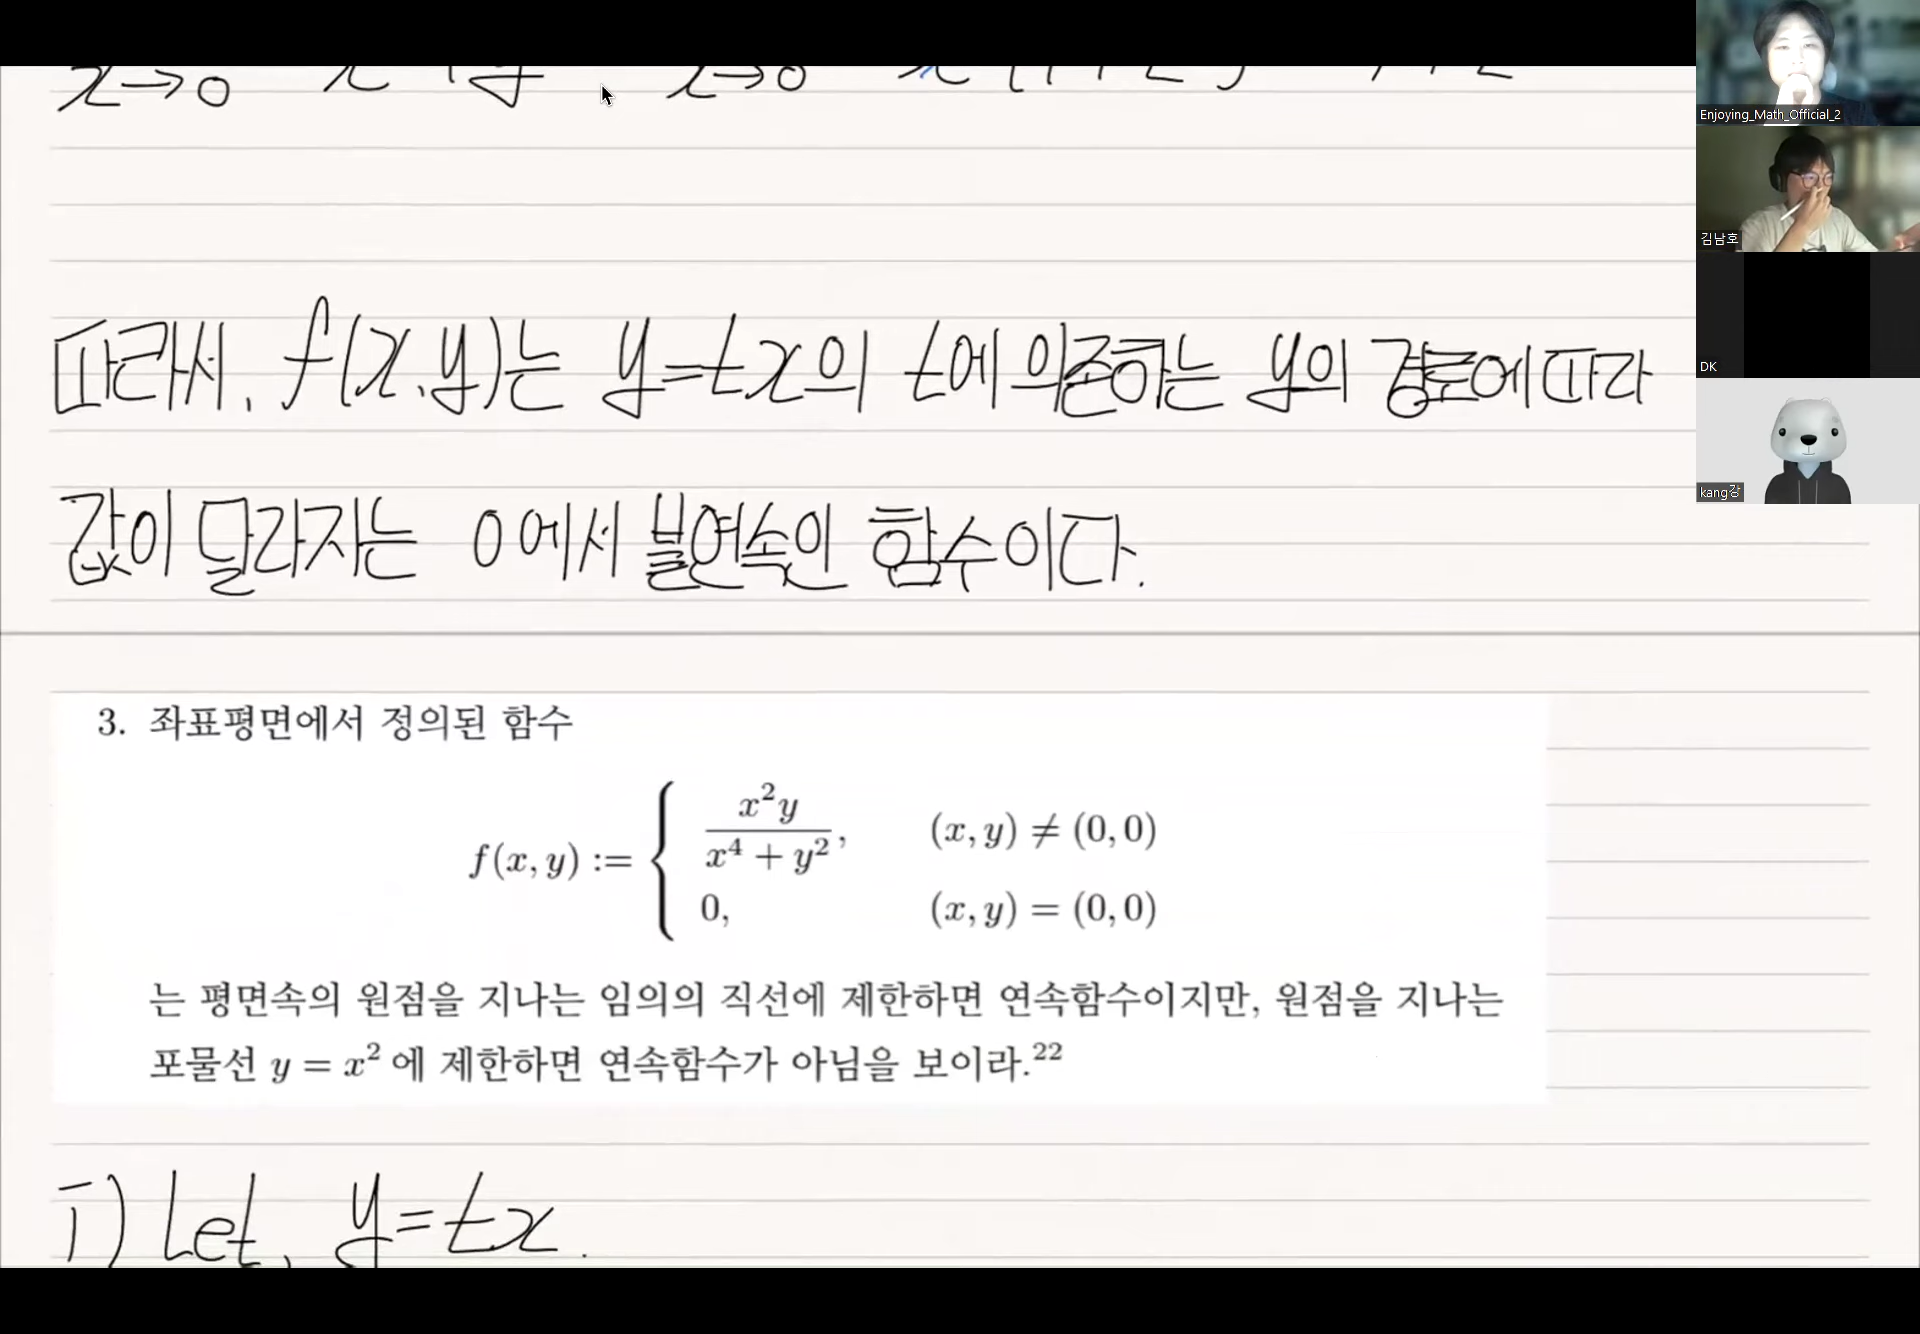 x→0 x→0
따라서, f(x,y)는 y=tx의 t에 의존하는 y의 경로에 따라
값이 달라지는 0에서 불연속인 함수이다.
3. 좌표평면에서 정의된 함수
f(x, y) := { x²y / (x⁴ + y²), (x, y) ≠ (0, 0)
0, (x, y) = (0, 0)
는 평면속의 원점을 지나는 임의의 직선에 제한하면 연속함수이지만, 원점을 지나는
포물선 y = x² 에 제한하면 연속함수가 아님을 보이라.²²
i) Let, y=tx.
Enjoying_Math_Official_2
김남호
DK
kang강